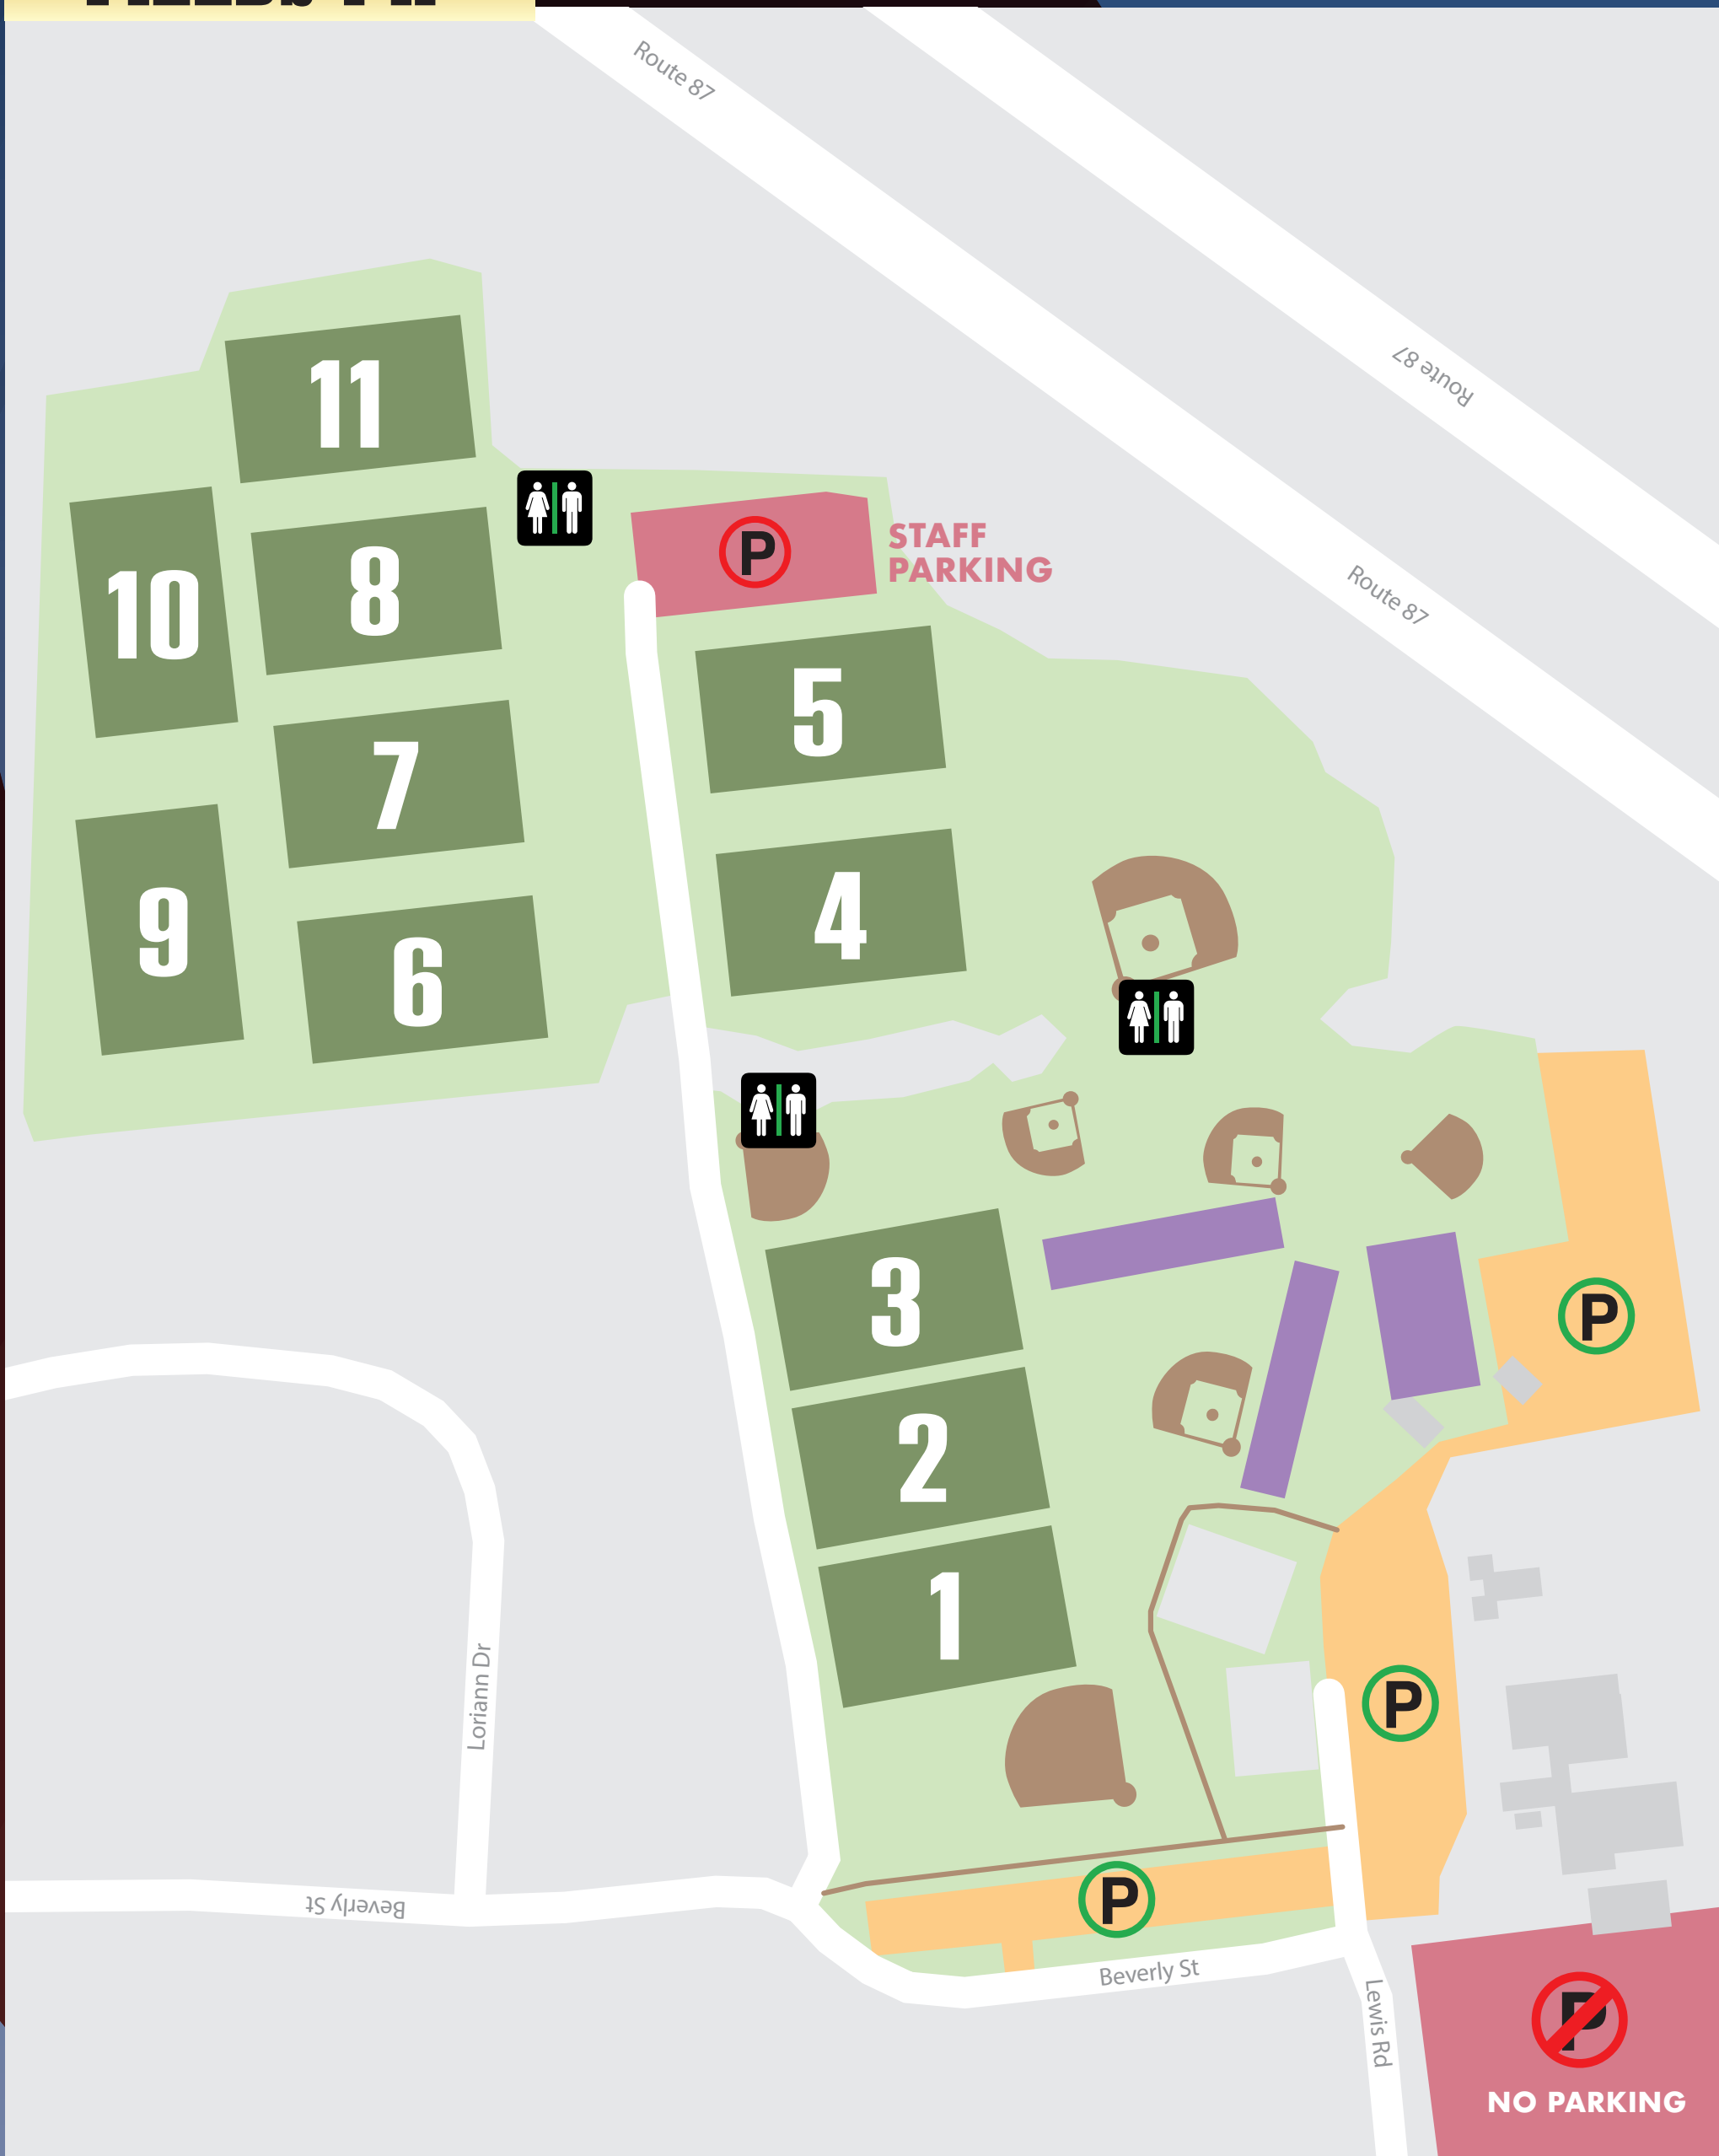 Route 87
Route 87
11
STAFF
PARKING
P
8
10
Route 87
5
7
4
9
6
3
P
2
1
Loriann Dr
P
Beverly St
P
Beverly St
Lewis Rd
P
NO PARKING